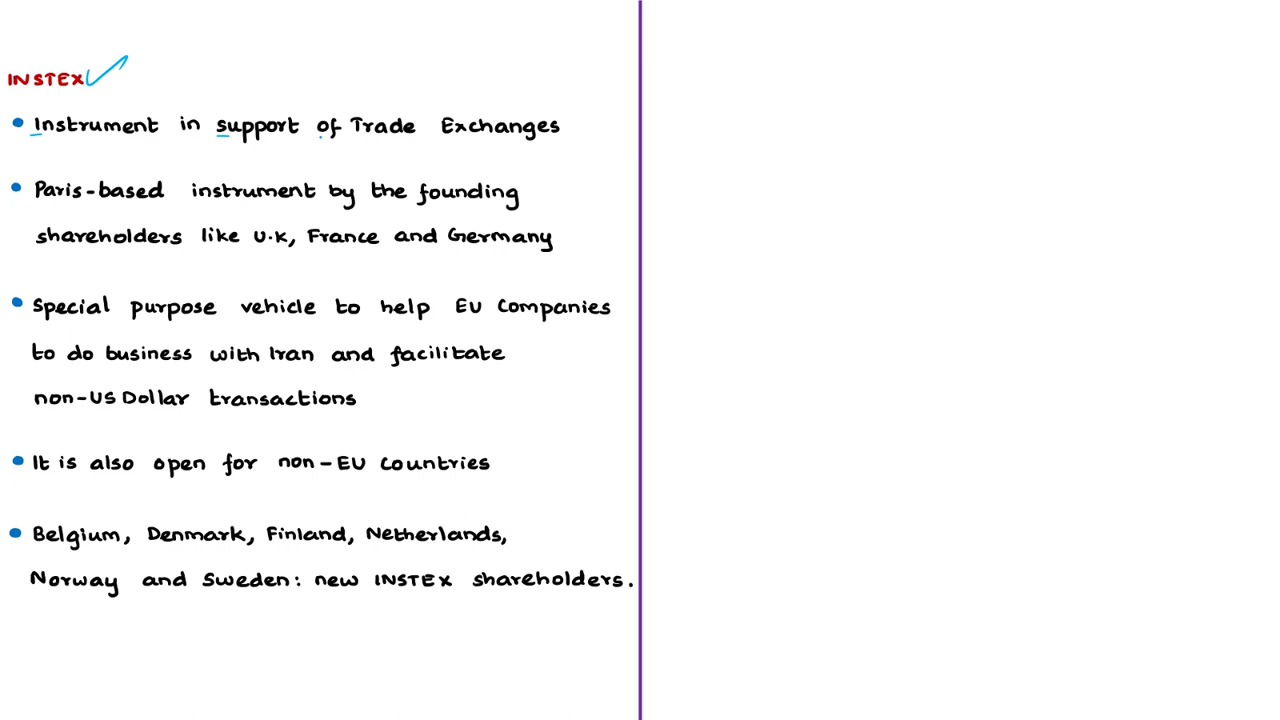 INSTEX
• Instrument in support of Trade Exchanges
• Paris-based instrument by the founding
shareholders like U.K, France and Germany
• Special purpose vehicle to help EU Companies
to do business with Iran and facilitate
non-US Dollar transactions
• It is also open for non-EU Countries
• Belgium, Denmark, Finland, Netherlands,
Norway and Sweden: new INSTEX shareholders.